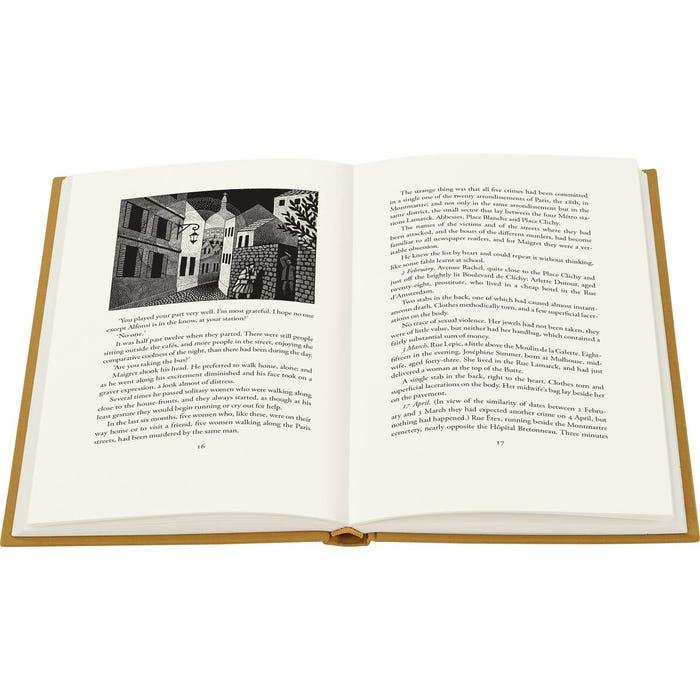 'You played your part very well. I'm most grateful. I hope no one
except Alfonsi is in the know, at your station?'
'No one.'
It was half past twelve when they parted. There were still people
sitting outside the cafés, and more people in the street, enjoying the
comparative coolness of the night, than there had been during the day.
'Are you taking the bus?'
Maigret shook his head. He preferred to walk home, alone; and
as he went along his excitement diminished and his face took on a
graver expression, a look almost of distress.
Several times he passed solitary women who were walking along
close to the house-fronts, and they always started, as though at his
least gesture they would begin running or cry out for help.
In the last six months, five women who, like these, were on their
way home or to visit a friend, five women walking along the Paris
streets, had been murdered by the same man.
16
The strange thing was that all five crimes had been committed
in one of the twenty arrondissements of Paris, the 18th, in
Montmartre; and not only in the same arrondissement but in the
same district, the small sector that lay between the four Métro sta-
tions Lamarck, Abbesses, Place Blanche and Place Clichy.
The names of the victims and of the streets where they had
been attacked, and the hours of the different murders, had become
familiar to all newspaper readers, and for Maigret they were a ver-
itable obsession.
He knew the list by heart and could repeat it without thinking,
like some fable learnt at school.
2 February. Avenue Rachel, quite close to the Place Clichy and
just off the brightly lit Boulevard de Clichy: Arlette Dutour, aged
twenty-eight, prostitute, who lived in a cheap hotel in the Rue
d'Amsterdam.
Two stabs in the back, one of which had caused almost instant-
aneous death. Clothes methodically torn, and a few superficial lacer-
ations on the body.
No trace of sexual violence. Her jewels had not been taken, they
were of little value, but neither had her handbag, which contained a
fairly substantial sum of money.
3 March. Rue Lepic, a little above the Moulin de la Galette. Eight-
fifteen in the evening. Joséphine Simmer, born at Mulhouse, mid-
wife, aged forty-three. She lived in the Rue Lamarck, and had just
delivered a woman at the top of the Butte.
A single stab in the back, right to the heart. Clothes torn and
superficial lacerations on the body. Her midwife's bag lay beside her
on the pavement.
17 April. (In view of the similarity of dates between 2 Febru-
ary and 3 March they had expected another crime on 4 April, but
nothing had happened.) Rue Étex, running beside the Montmartre
cemetery, nearly opposite the Hôpital Bretonneau. Three minutes
17